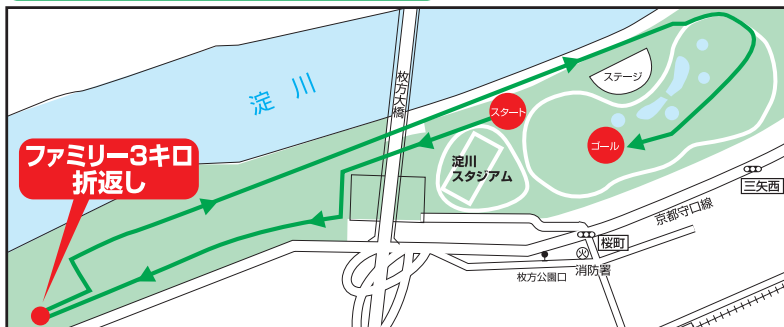 淀川
枚方大橋
ステージ
スタート
ゴール
淀川
スタジアム
ファミリー3キロ
折返し
三矢西
京都守口線
桜町
火
消防署
枚方公園口